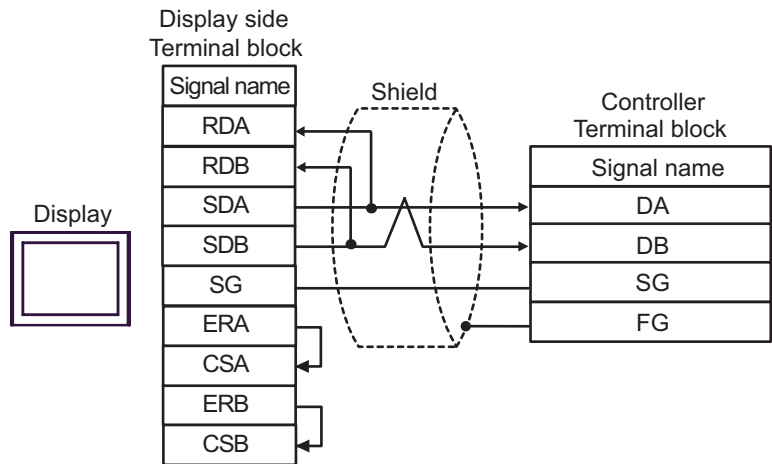 Display side
Terminal block
Signal name
RDA
RDB
SDA
SDB
SG
ERA
CSA
ERB
CSB
Display
Shield
Controller
Terminal block
Signal name
DA
DB
SG
FG